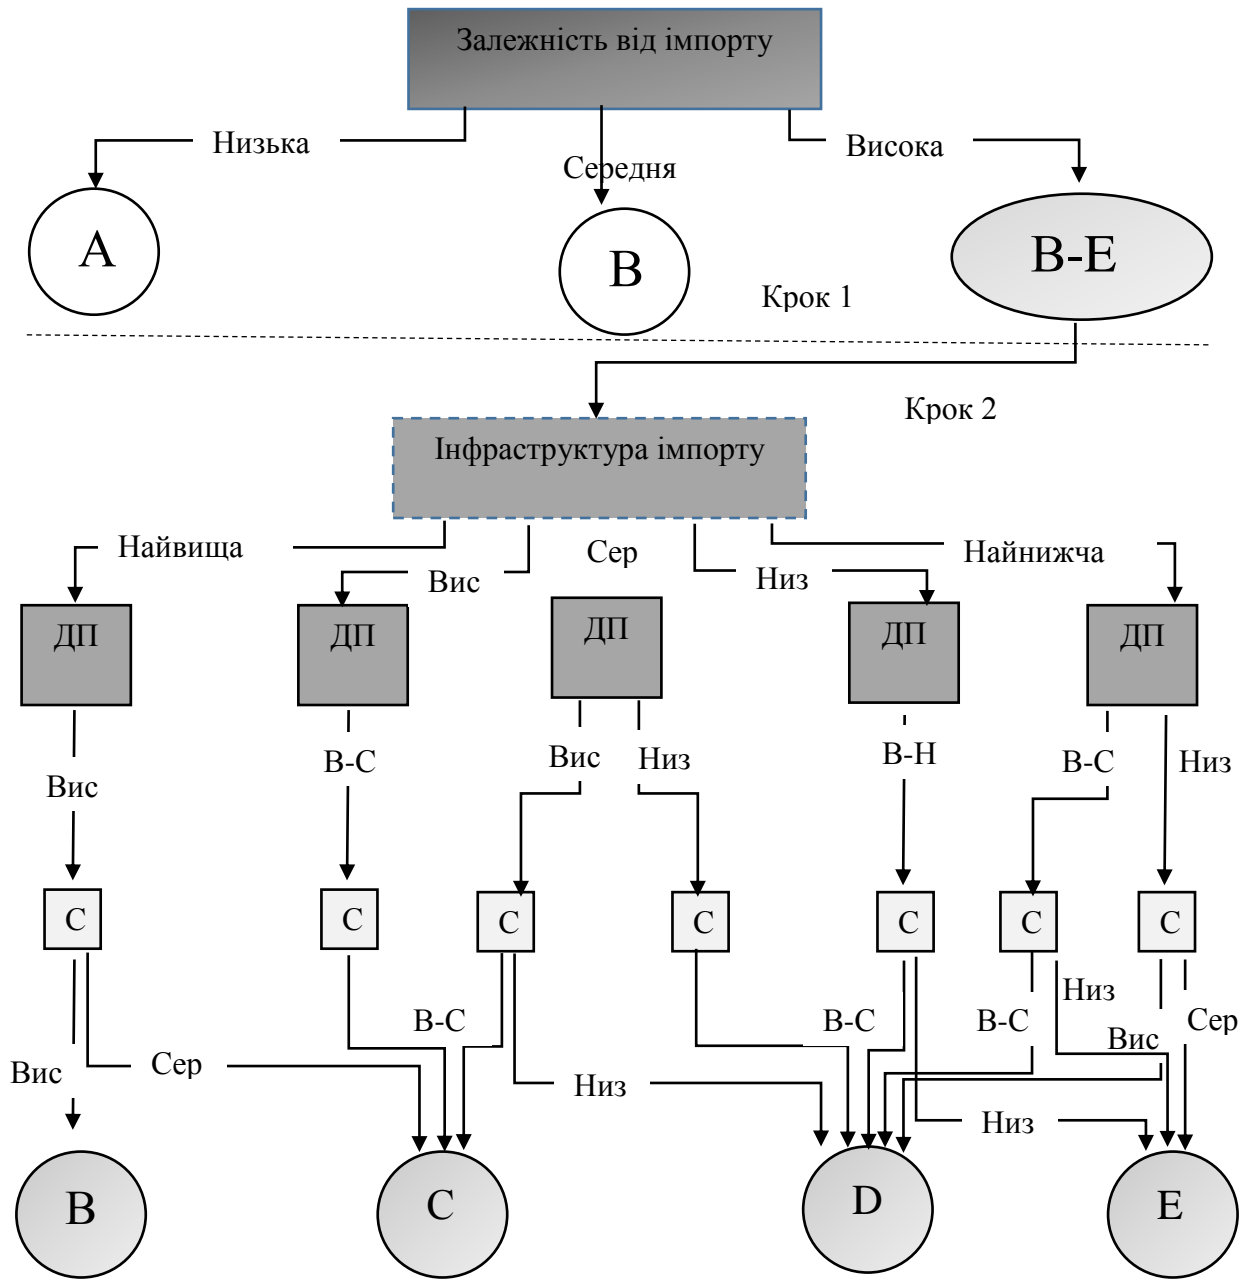 Залежність від імпорту
Низька
Середня
Висока
A
B
B-E
Крок 1
Крок 2
Інфраструктура імпорту
Найвища
Вис
Сер
Низ
Найнижча
ДП
ДП
ДП
ДП
ДП
Вис
В-С
Вис
Низ
В-Н
В-С
Низ
С
С
С
С
С
С
С
Вис
Сер
В-С
Низ
В-С
В-С
Низ
Вис
Сер
Низ
B
C
D
E